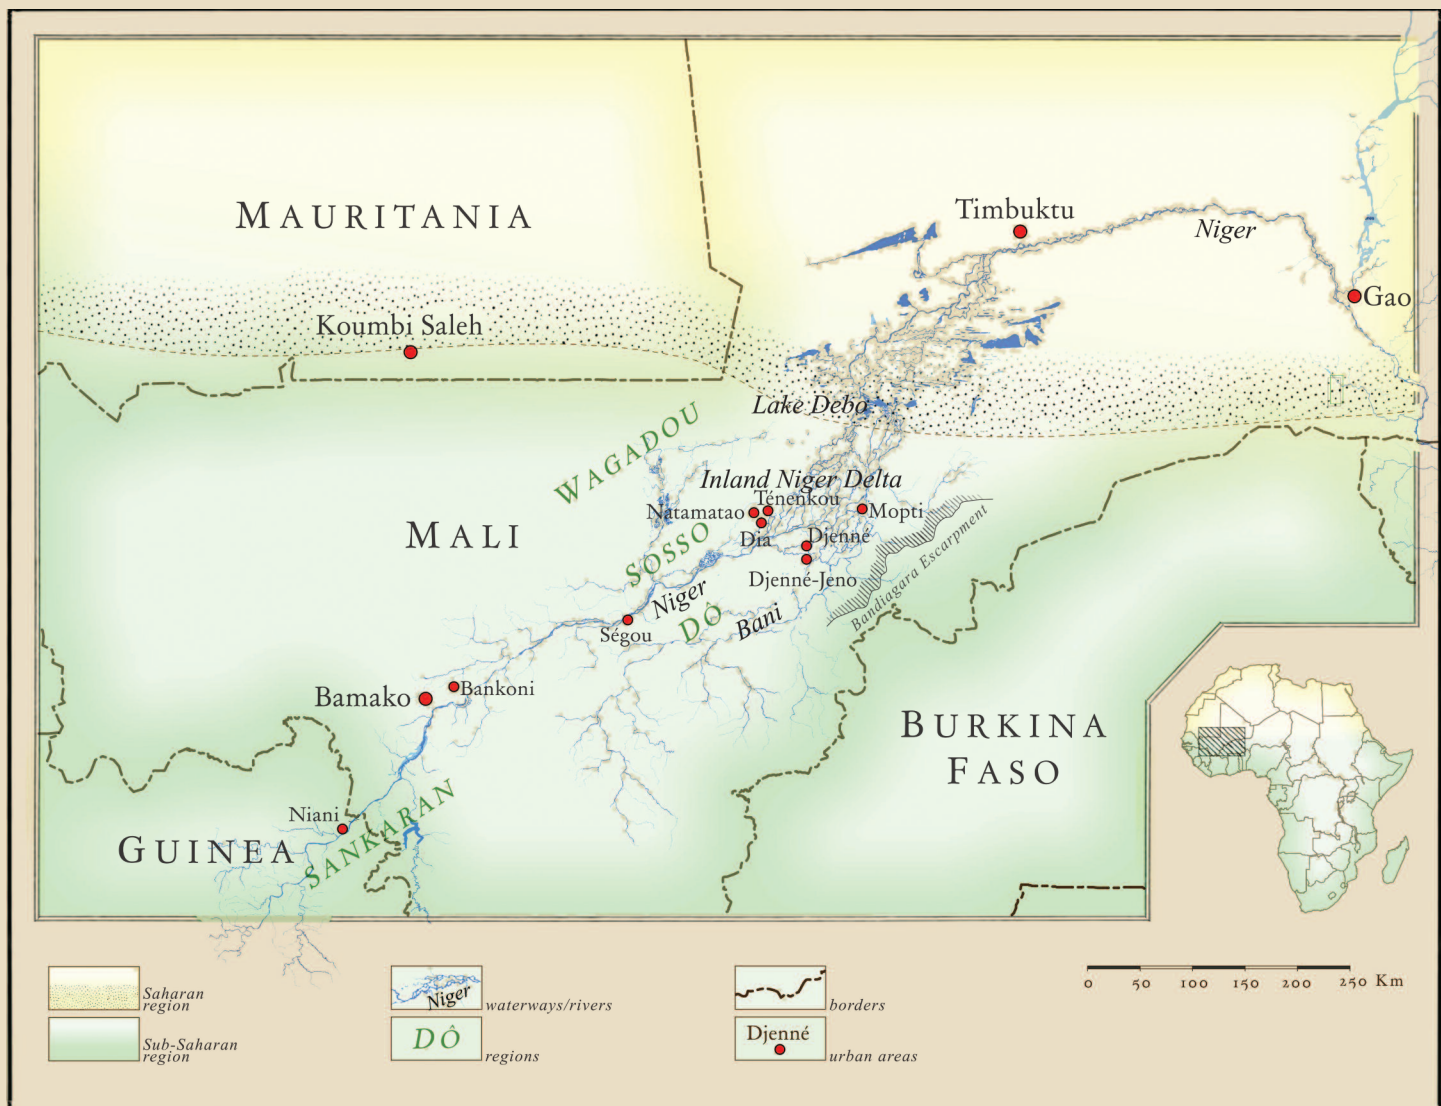 MAURITANIA
Timbuktu
Niger
Gao
Koumbi Saleh
Lake Debo
WAGADOU
Inland Niger Delta
Ténenkou
Natamatao
Mopti
MALI
Dia
Djenné
SOSSO
Djenné-Jeno
Bandiagara Escarpment
Niger
DÔ
Bani
Ségou
Bamako
Bankoni
BURKINA
FASO
Niani
GUINEA
SANKARAN
Saharan
region
Niger
waterways/rivers
borders
0 50 100 150 200 250 Km
Sub-Saharan
region
DÔ
regions
Djenné
urban areas